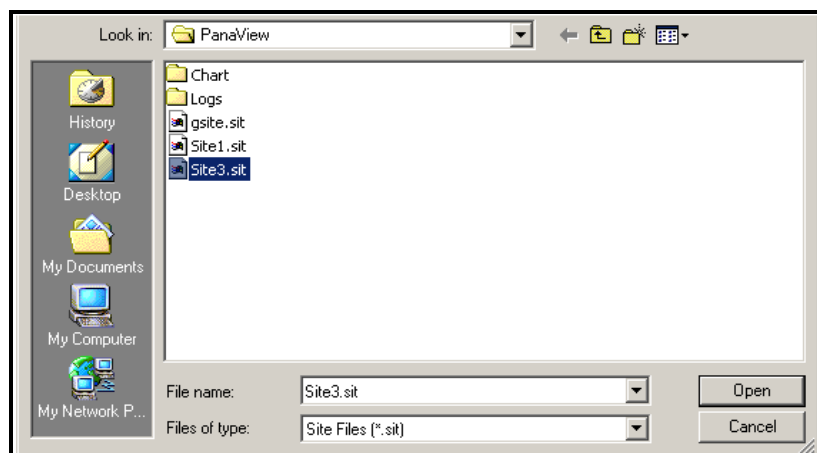 Look in: PanaView
Chart
Logs
gsite.sit
Site1.sit
Site3.sit
History
Desktop
My Documents
My Computer
My Network P...
File name: Site3.sit Open
Files of type: Site Files (*.sit) Cancel